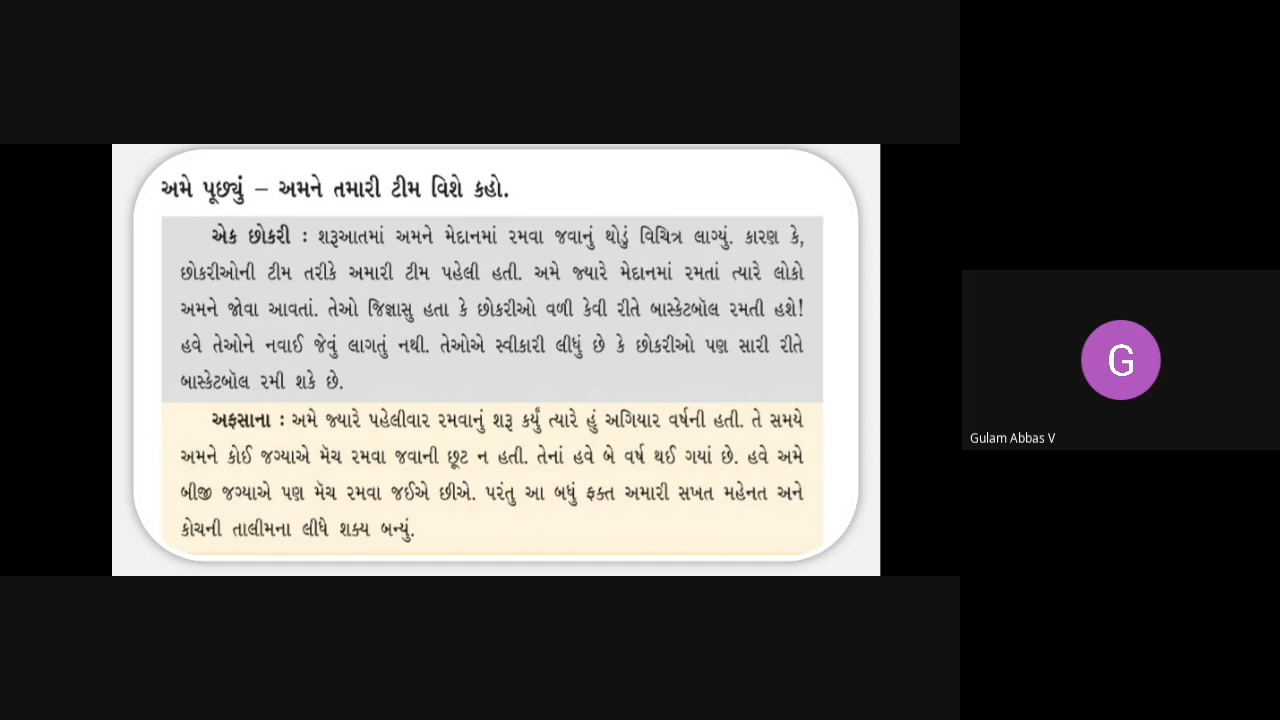 અમે પૂછ્યું – અમને તમારી ટીમ વિશે કહો.
એક છોકરી : શરૂઆતમાં અમને મેદાનમાં રમવા જવાનું થોડું વિચિત્ર લાગ્યું. કારણ કે,
છોકરીઓની ટીમ તરીકે અમારી ટીમ પહેલી હતી. અમે જ્યારે મેદાનમાં રમતાં ત્યારે લોકો
અમને જોવા આવતાં. તેઓ જિજ્ઞાસુ હતા કે છોકરીઓ વળી કેવી રીતે બાસ્કેટબૉલ રમતી હશે!
હવે તેઓને નવાઈ જેવું લાગતું નથી. તેઓએ સ્વીકારી લીધું છે કે છોકરીઓ પણ સારી રીતે
બાસ્કેટબૉલ રમી શકે છે.
અફસાના : અમે જ્યારે પહેલીવાર રમવાનું શરૂ કર્યું ત્યારે હું અગિયાર વર્ષની હતી. તે સમયે
અમને કોઈ જગ્યાએ મૅચ રમવા જવાની છૂટ ન હતી. તેનાં હવે બે વર્ષ થઈ ગયાં છે. હવે અમે
બીજી જગ્યાએ પણ મૅચ રમવા જઈએ છીએ. પરંતુ આ બધું ફક્ત અમારી સખત મહેનત અને
કોચની તાલીમના લીધે શક્ય બન્યું.
G
Gulam Abbas V